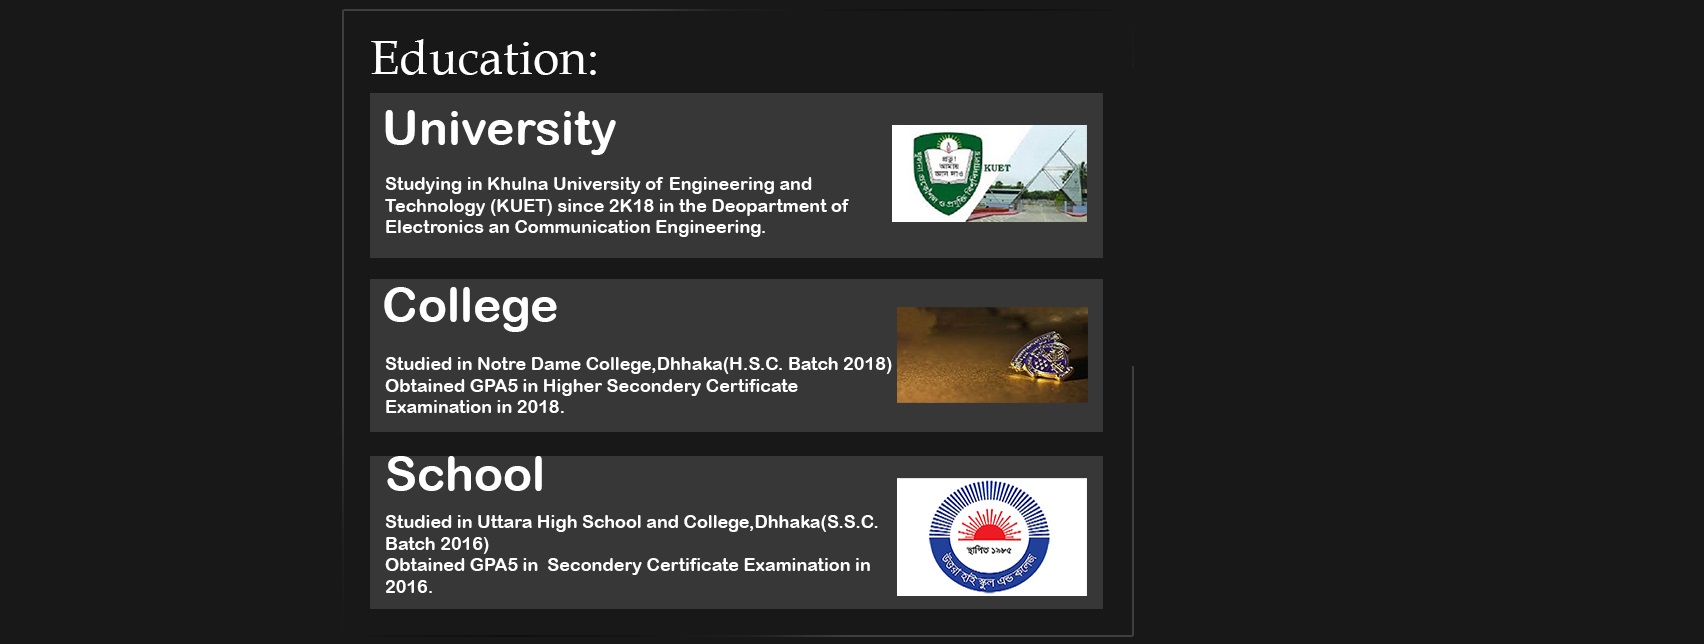 Education:
University
Studying in Khulna University of Engineering and
Technology (KUET) since 2K18 in the Deopartment of
Electronics an Communication Engineering.
KUET
College
Studied in Notre Dame College,Dhhaka(H.S.C. Batch 2018)
Obtained GPA5 in Higher Secondery Certificate
Examination in 2018.
School
Studied in Uttara High School and College,Dhhaka(S.S.C.
Batch 2016)
Obtained GPA5 in  Secondery Certificate Examination in
2016.
স্থাপিত ১৯৮৫
উত্তরা হাই স্কুল এন্ড কলেজ